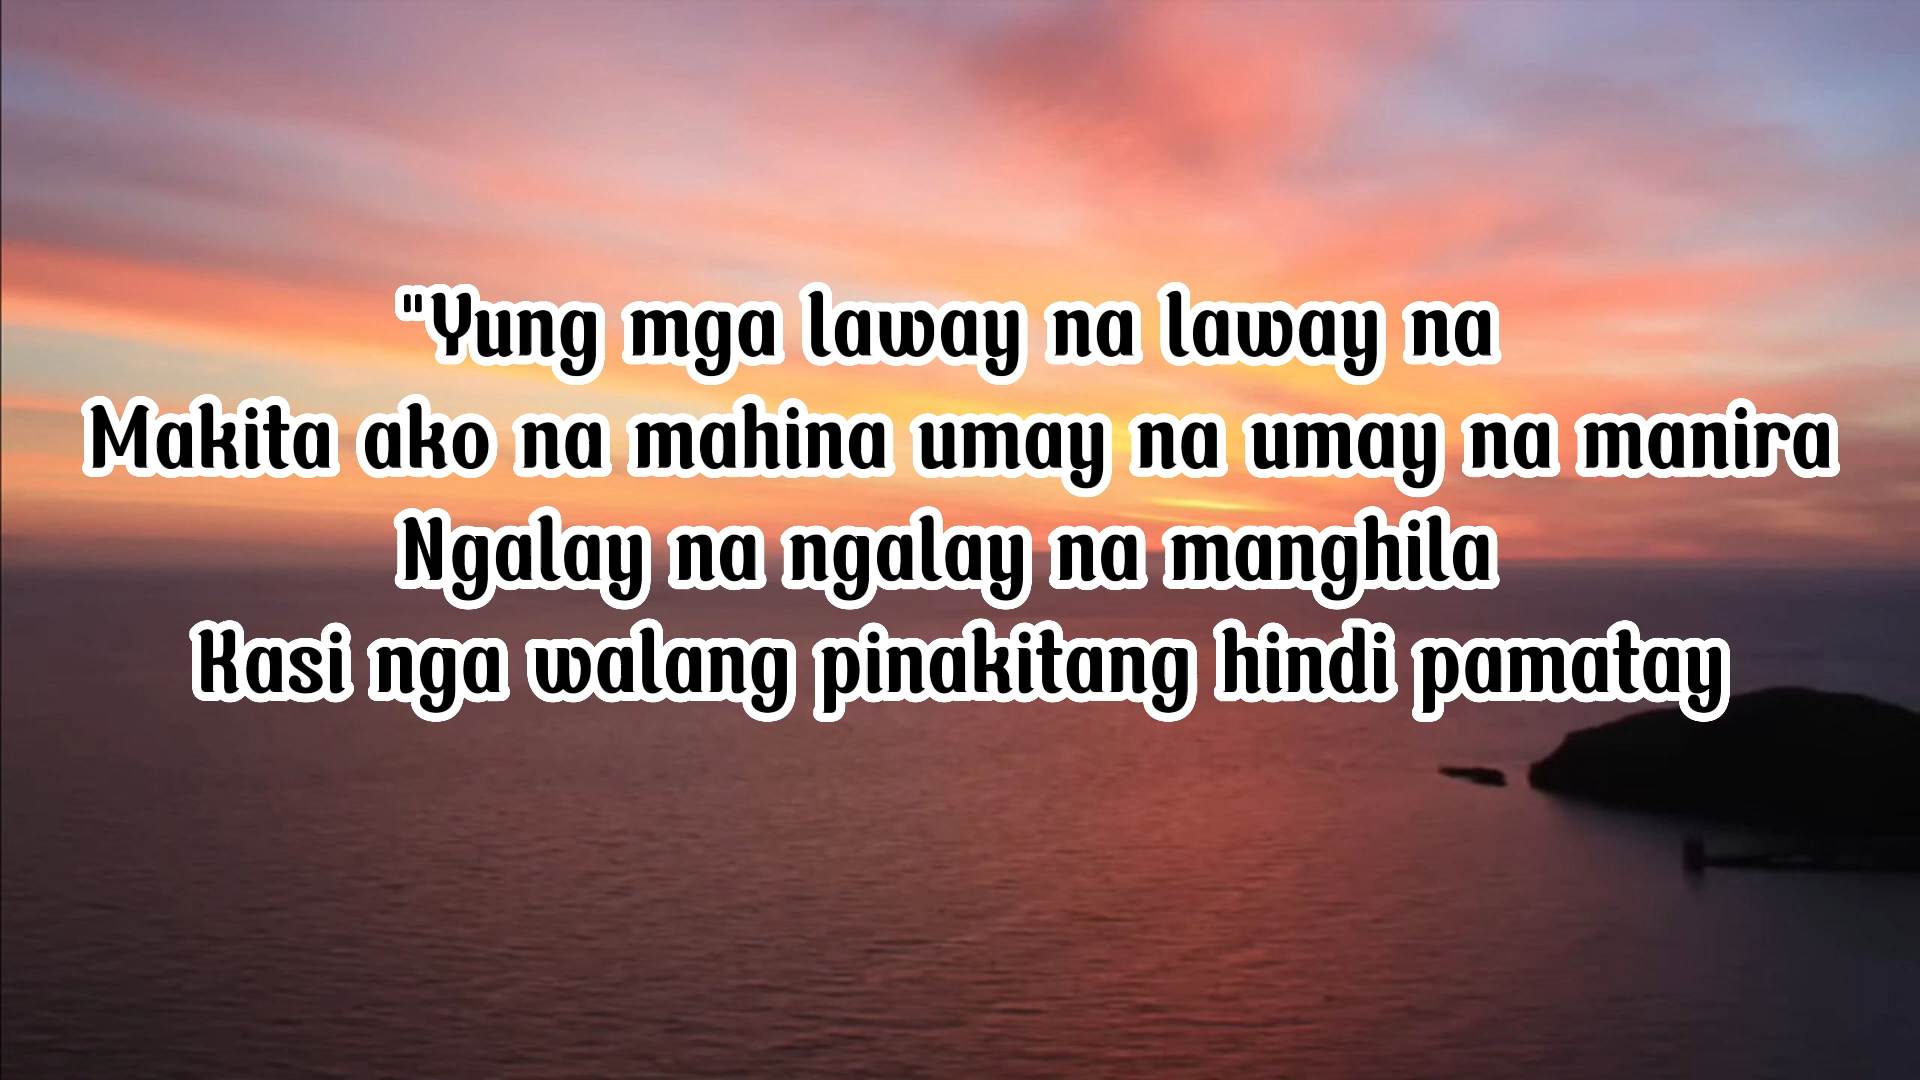 "Yung mga laway na laway na
Makita ako na mahina umay na umay na manira
Ngalay na ngalay na manghila
Kasi nga walang pinakitang hindi pamatay